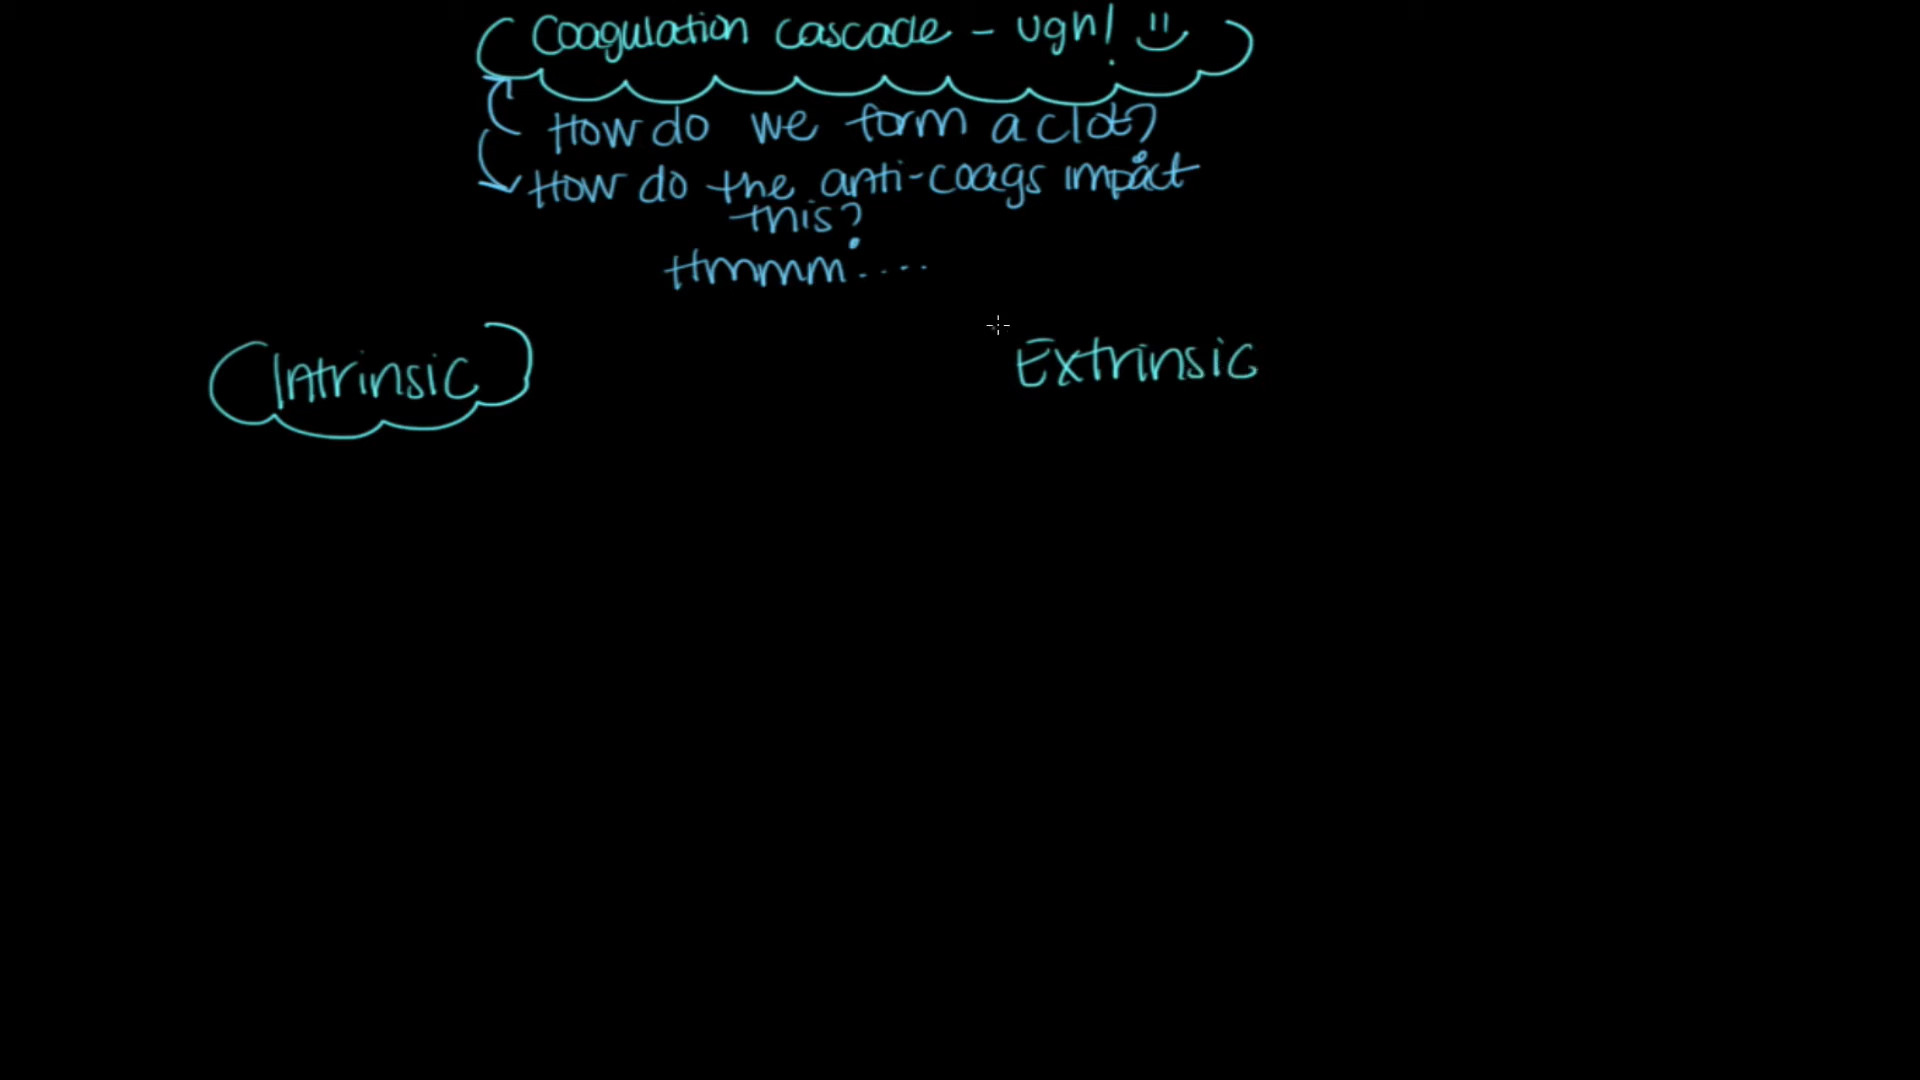 Coagulation cascade - ugh! :)
How do we form a clot?
How do the anti-coags impact
this?
Hmmm....
Intrinsic
Extrinsic